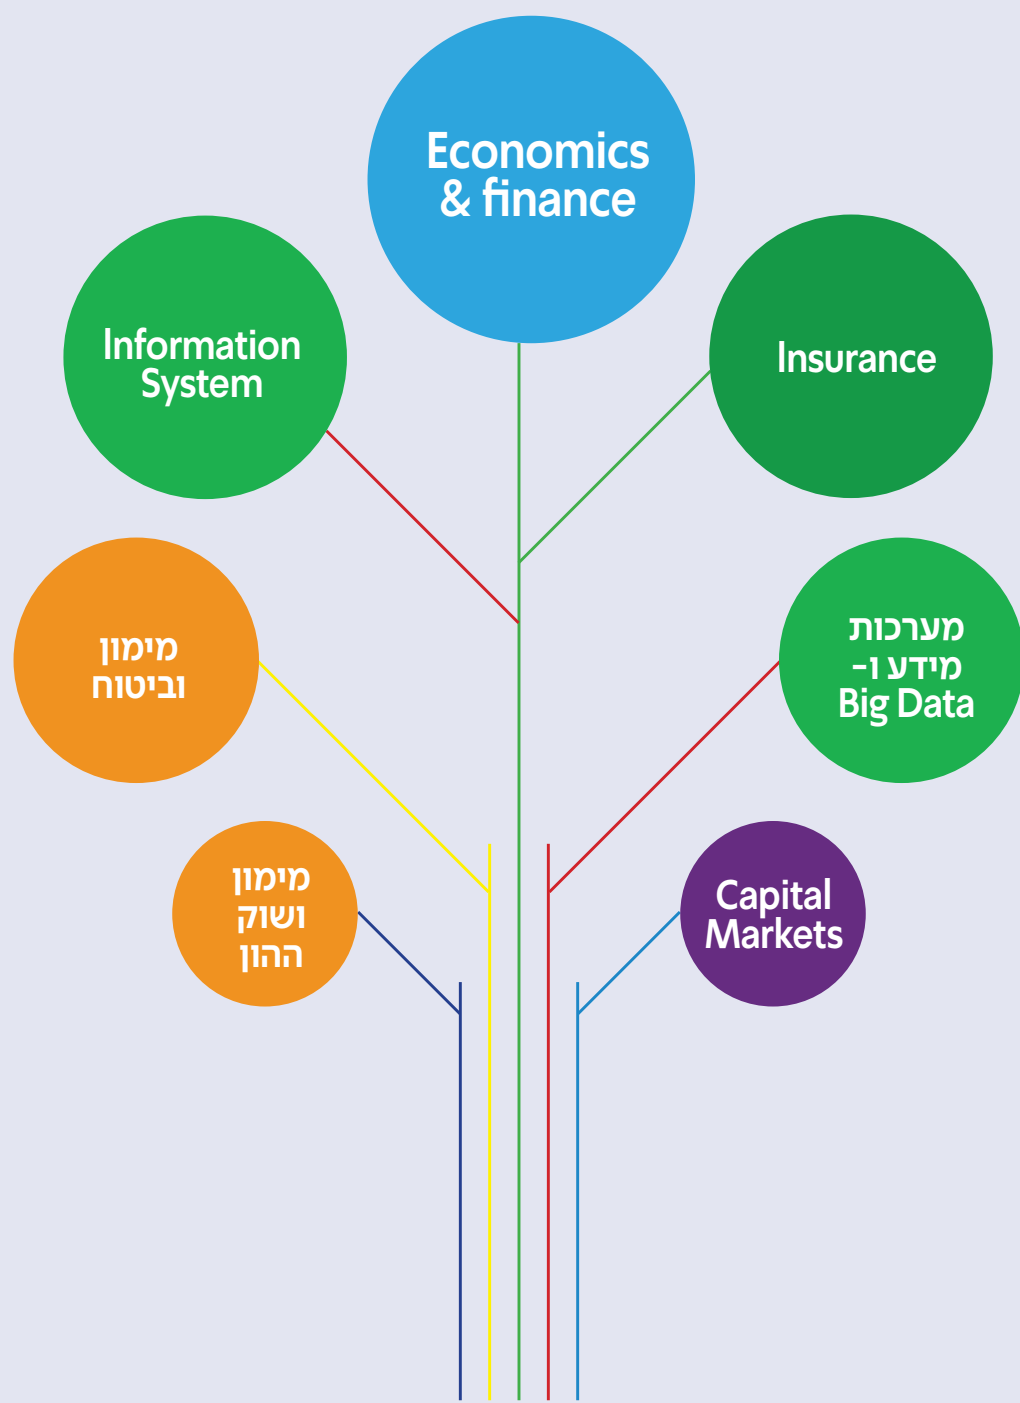 Economics
& finance
Information
System
Insurance
מימון
וביטוח
מערכות
מידע ו-
Big Data
מימון
ושוק
ההון
Capital
Markets